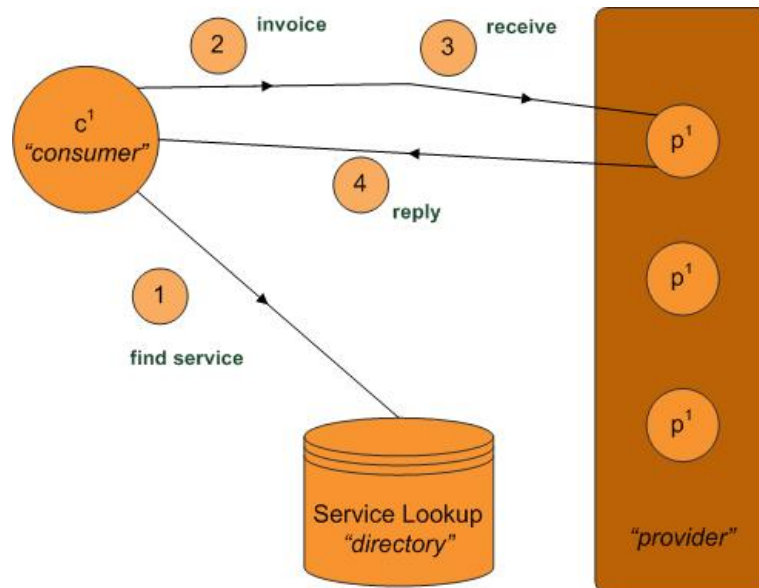 2 invoice
3 receive
c¹
“consumer”
p¹
4
reply
1
find service
p¹
p¹
Service Lookup
“directory”
“provider”